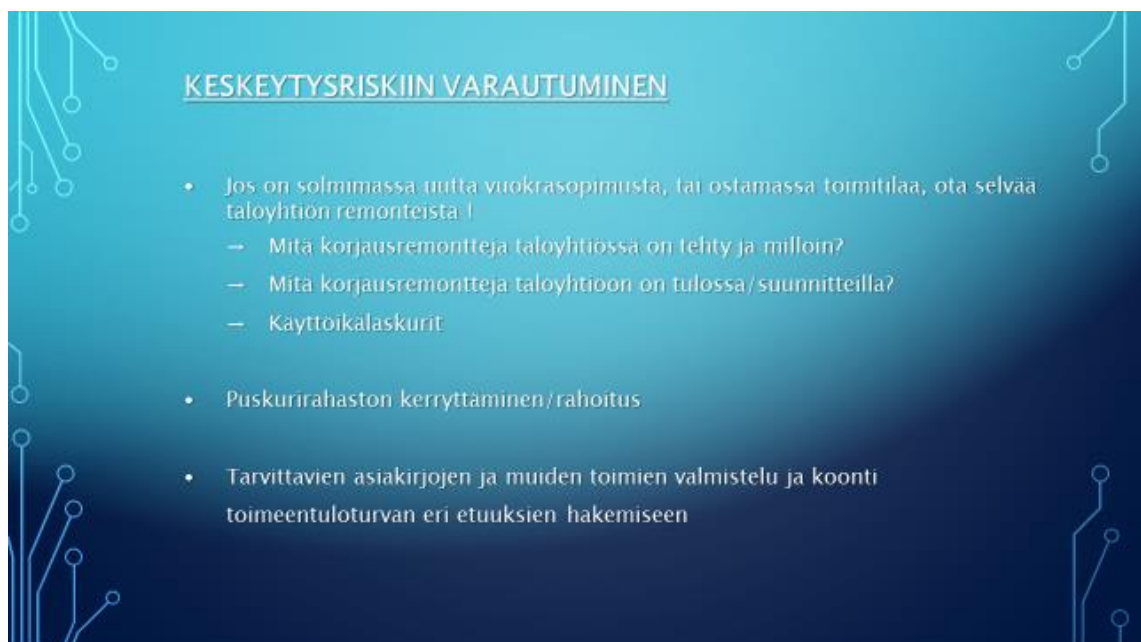 KESKEYTYSRISKIIN VARAUTUMINEN
• Jos on solmimassa uutta vuokrasopimusta, tai ostamassa toimitilaa, ota selvää
taloyhtiön remonteista !
– Mitä korjausremontteja taloyhtiössä on tehty ja milloin?
– Mitä korjausremontteja taloyhtiöön on tulossa/suunnitteilla?
– Käyttöikälaskurit
• Puskurirahaston kerryttäminen/rahoitus
• Tarvittavien asiakirjojen ja muiden toimien valmistelu ja koonti
toimeentuloturvan eri etuuksien hakemiseen